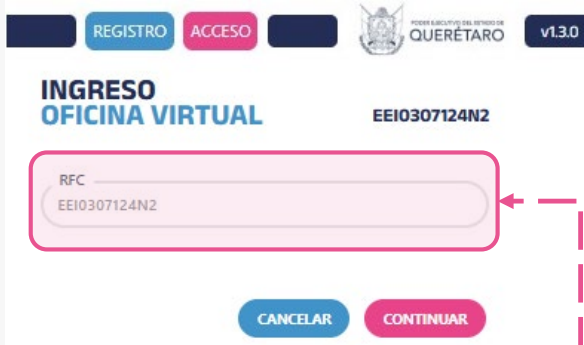 REGISTRO ACCESO PODER EJECUTIVO DEL ESTADO DE QUERÉTARO v1.3.0
INGRESO
OFICINA VIRTUAL EEI0307124N2
RFC
EEI0307124N2
CANCELAR CONTINUAR